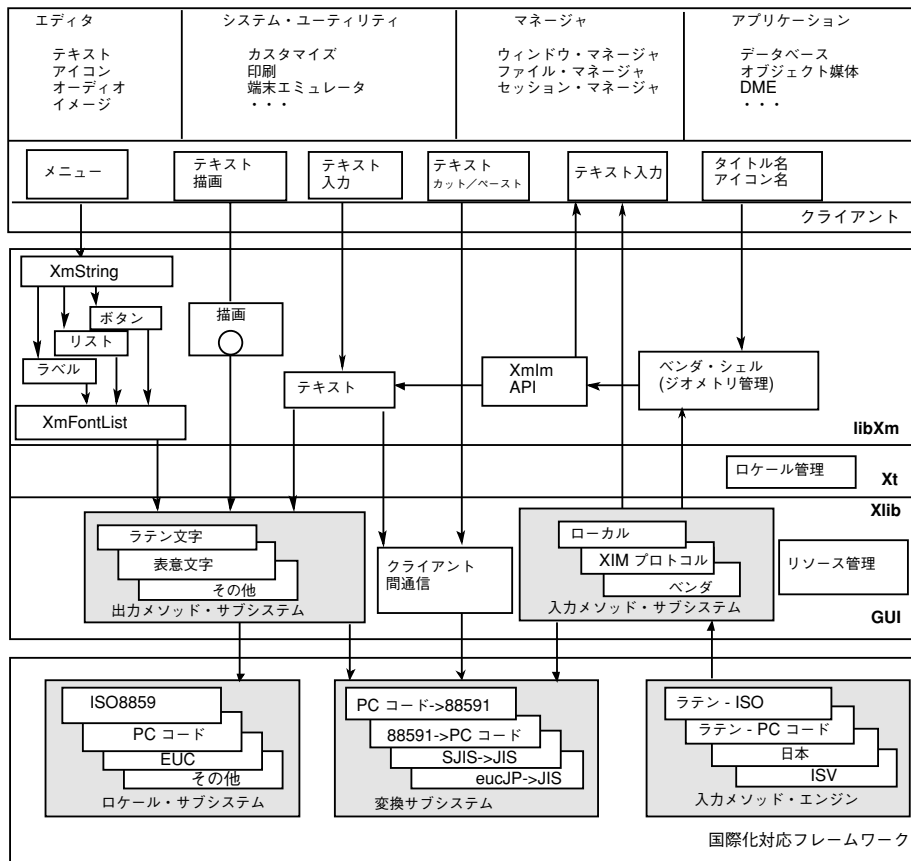 エディタ
テキスト
アイコン
オーディオ
イメージ
システム・ユーティリティ
カスタマイズ
印刷
端末エミュレータ
・・・
マネージャ
ウィンドウ・マネージャ
ファイル・マネージャ
セッション・マネージャ
アプリケーション
データベース
オブジェクト媒体
DME
・・・
メニュー
テキスト
描画
テキスト
入力
テキスト
カット／ペースト
テキスト入力
タイトル名
アイコン名
クライアント
XmString
ボタン
リスト
ラベル
XmFontList
描画
テキスト
XmIm
API
ベンダ・シェル
(ジオメトリ管理)
libXm
ロケール管理
Xt
Xlib
ラテン文字
表意文字
その他
出力メソッド・サブシステム
クライアント
間通信
ローカル
XIM プロトコル
ベンダ
入力メソッド・サブシステム
リソース管理
GUI
ISO8859
PC コード
EUC
その他
ロケール・サブシステム
PC コード->88591
88591->PC コード
SJIS->JIS
eucJP->JIS
変換サブシステム
ラテン - ISO
ラテン - PC コード
日本
ISV
入力メソッド・エンジン
国際化対応フレームワーク